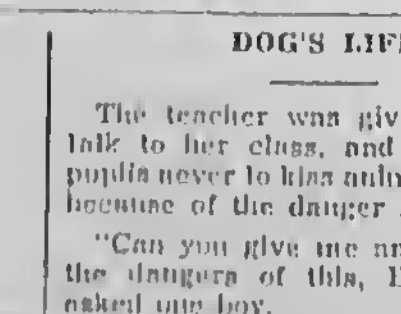 DOG'S LIF
The teacher was giv
talk to her class, and
pupils never to kiss anim
because of the danger
"Can you give me an
the dangers of this,
asked one boy.